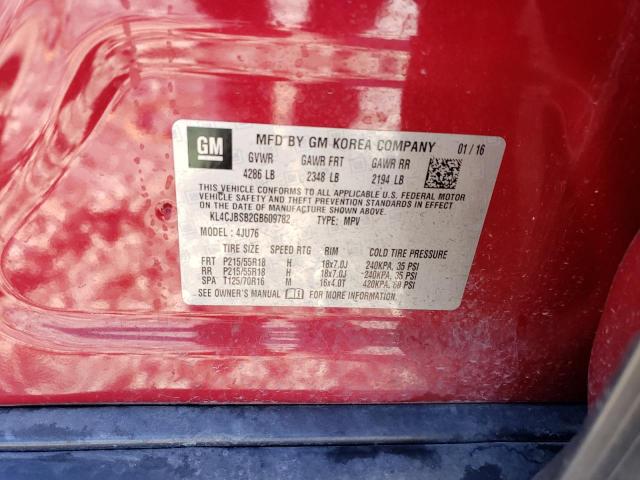 GM MFD BY GM KOREA COMPANY 01 / 16
GVWR GAWR FRT GAWR RR
4286 LB 2348 LB 2194 LB
THIS VEHICLE CONFORMS TO ALL APPLICABLE U.S. FEDERAL MOTOR
VEHICLE SAFETY AND THEFT PREVENTION STANDARDS IN EFFECT ON
THE DATE OF MANUFACTURE SHOWN ABOVE.
KL4CJBSB2GB609782 TYPE: MPV
MODEL : 4JU76
TIRE SIZE SPEED RTG RIM COLD TIRE PRESSURE
FRT P215/55R18 H 18x7.0J 240KPA, 35 PSI
RR P215/55R18 H 18x7.0J 240KPA, 35 PSI
SPA T125/70R16 M 16x4.0T 420KPA, 60 PSI
SEE OWNER'S MANUAL FOR MORE INFORMATION.